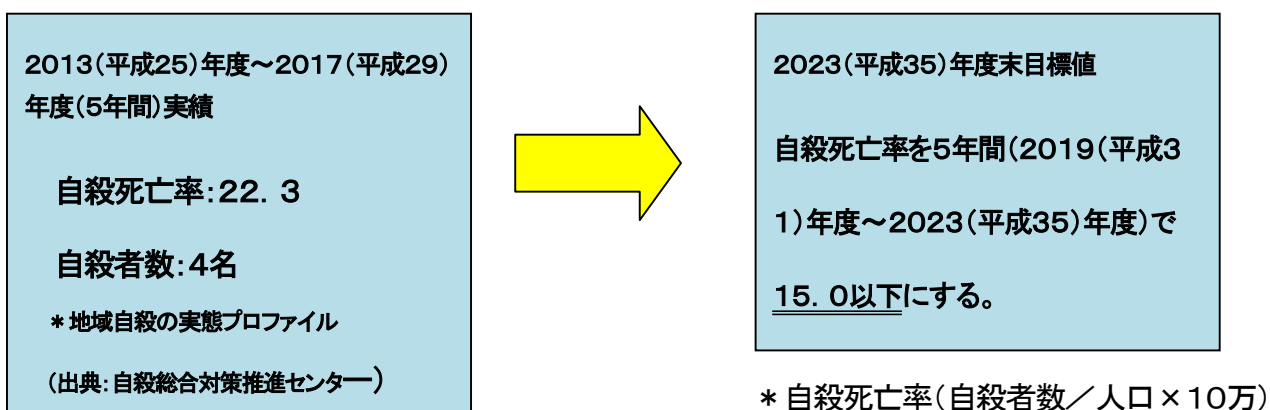 2013(平成25)年度～2017(平成29)
年度(5年間)実績
自殺死亡率:22．3
自殺者数:4名
＊地域自殺の実態プロファイル
(出典:自殺総合対策推進センター)
2023(平成35)年度末目標値
自殺死亡率を5年間(2019(平成3
1)年度～2023(平成35)年度)で
15．0以下にする。
＊自殺死亡率(自殺者数／人口×10万)